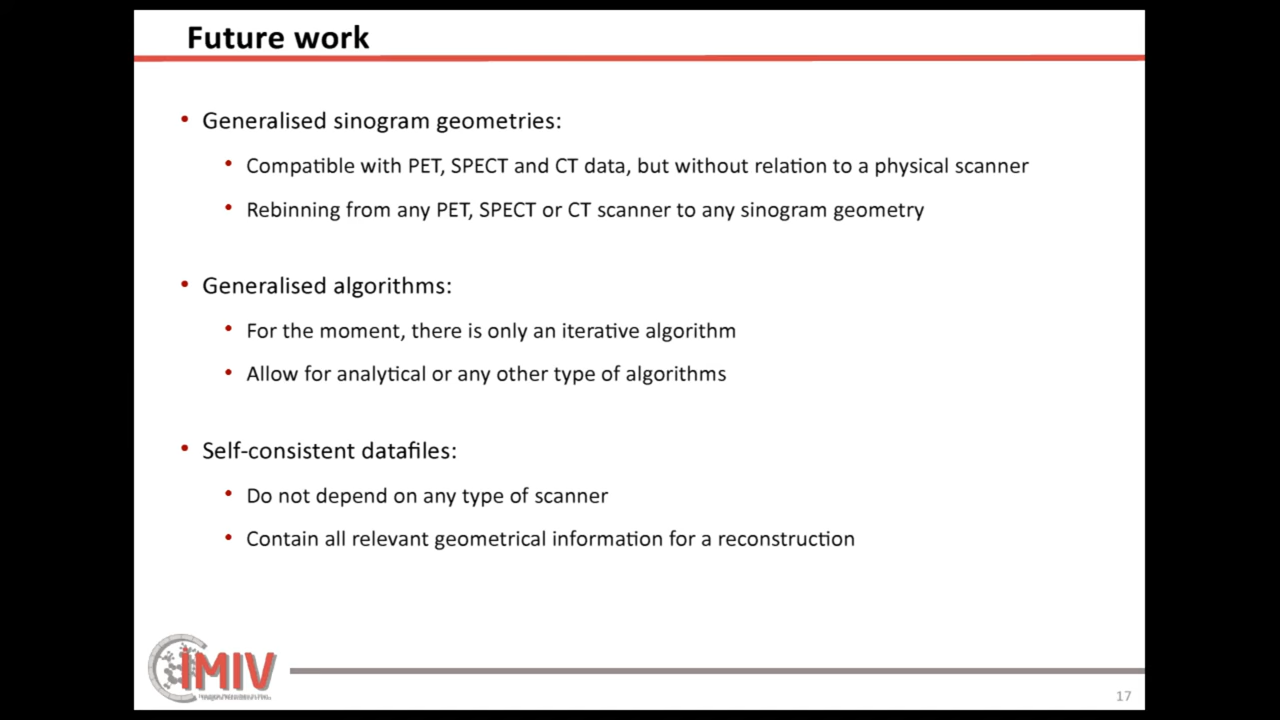 Future work
• Generalised sinogram geometries:
• Compatible with PET, SPECT and CT data, but without relation to a physical scanner
• Rebinning from any PET, SPECT or CT scanner to any sinogram geometry
• Generalised algorithms:
• For the moment, there is only an iterative algorithm
• Allow for analytical or any other type of algorithms
• Self-consistent datafiles:
• Do not depend on any type of scanner
• Contain all relevant geometrical information for a reconstruction
IMIV
17